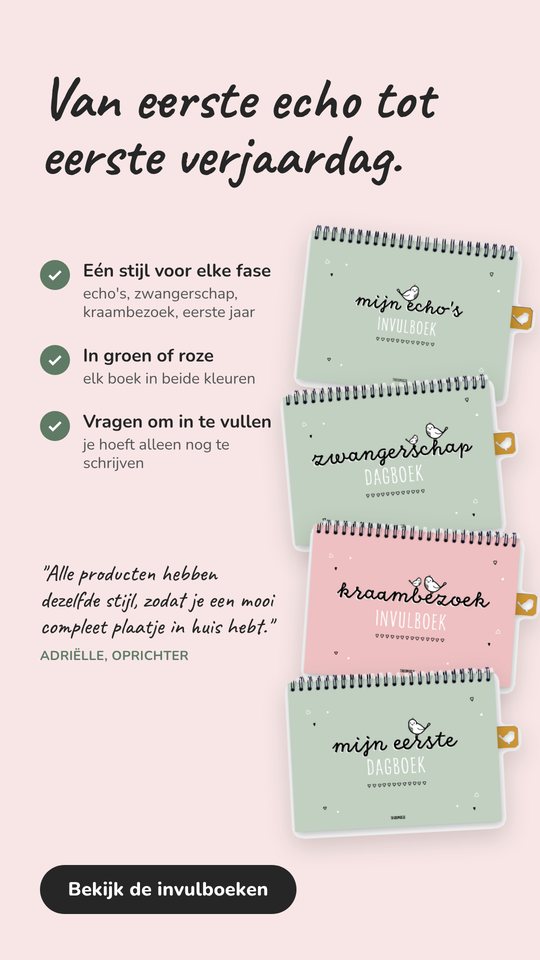 Van eerste echo tot
eerste verjaardag.
Eén stijl voor elke fase
echo's, zwangerschap,
kraambezoek, eerste jaar
In groen of roze
elk boek in beide kleuren
Vragen om in te vullen
je hoeft alleen nog te
schrijven
"Alle producten hebben
dezelfde stijl, zodat je een mooi
compleet plaatje in huis hebt."
ADRIËLLE, OPRICHTER
mijn echo's
INVULBOEK
zwangerschap
DAGBOEK
kraambezoek
INVULBOEK
mijn eerste
DAGBOEK
Bekijk de invulboeken